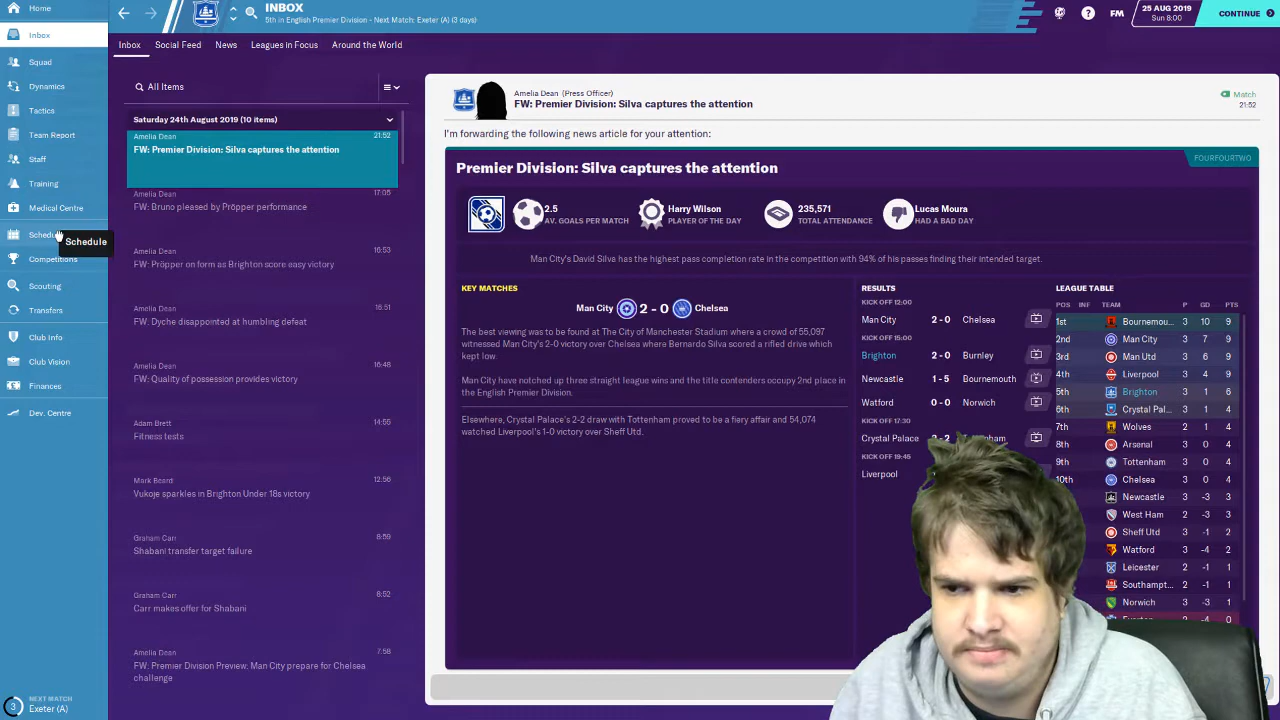 Home
INBOX
5th in English Premier Division - Next Match: Exeter (A) (3 days)
FM
25 AUG 2019
Sun 8:00
CONTINUE
Inbox
Squad
Dynamics
Tactics
Team Report
Staff
Training
Medical Centre
Schedule
Competitions
Scouting
Transfers
Club Info
Club Vision
Finances
Dev. Centre
3
NEXT MATCH
Exeter (A)
Inbox
Social Feed
News
Leagues in Focus
Around the World
All Items
Saturday 24th August 2019 (10 items)
Amelia Dean
21:52
FW: Premier Division: Silva captures the attention
Amelia Dean
17:05
FW: Bruno pleased by Pröpper performance
Amelia Dean
16:53
FW: Pröpper on form as Brighton score easy victory
Amelia Dean
16:51
FW: Dyche disappointed at humbling defeat
Amelia Dean
16:48
FW: Quality of possession provides victory
Adam Brett
14:55
Fitness tests
Mark Beard
12:56
Vukoje sparkles in Brighton Under 18s victory
Graham Carr
8:59
Shabani transfer target failure
Graham Carr
8:52
Carr makes offer for Shabani
Amelia Dean
7:58
FW: Premier Division Preview: Man City prepare for Chelsea
challenge
Amelia Dean (Press Officer)
FW: Premier Division: Silva captures the attention
Match
21:52
I'm forwarding the following news article for your attention:
Premier Division: Silva captures the attention
FOURFOURTWO
2.5
AV. GOALS PER MATCH
Harry Wilson
PLAYER OF THE DAY
235,571
TOTAL ATTENDANCE
Lucas Moura
HAD A BAD DAY
Man City's David Silva has the highest pass completion rate in the competition with 94% of his passes finding their intended target.
KEY MATCHES
Man City 2 - 0 Chelsea
The best viewing was to be found at The City of Manchester Stadium where a crowd of 55,097
witnessed Man City's 2-0 victory over Chelsea where Bernardo Silva scored a rifled drive which
kept low.
Man City have notched up three straight league wins and the title contenders occupy 2nd place in
the English Premier Division.
Elsewhere, Crystal Palace's 2-2 draw with Tottenham proved to be a fiery affair and 54,074
watched Liverpool's 1-0 victory over Sheff Utd.
RESULTS
KICK OFF 12:00
Man City 2 - 0 Chelsea
KICK OFF 15:00
Brighton 2 - 0 Burnley
Newcastle 1 - 5 Bournemouth
Watford 0 - 0 Norwich
KICK OFF 17:30
Crystal Palace
KICK OFF 19:45
Liverpool
LEAGUE TABLE
POS INF TEAM P GD PTS
1st Bournemou... 3 10 9
2nd Man City 3 7 9
3rd Man Utd 3 6 9
4th Liverpool 3 4 9
5th Brighton 3 1 6
6th Crystal Pal... 3 1 4
7th Wolves 2 1 4
8th Arsenal 3 0 4
9th Tottenham 3 0 4
10th Chelsea 3 0 4
Newcastle 3 -3 3
West Ham 2 -3 3
Sheff Utd 3 -1 2
Watford 3 -4 2
Leicester 2 -1 1
Southampt... 2 -1 1
Norwich 3 -3 1
Everton 2 -4 0